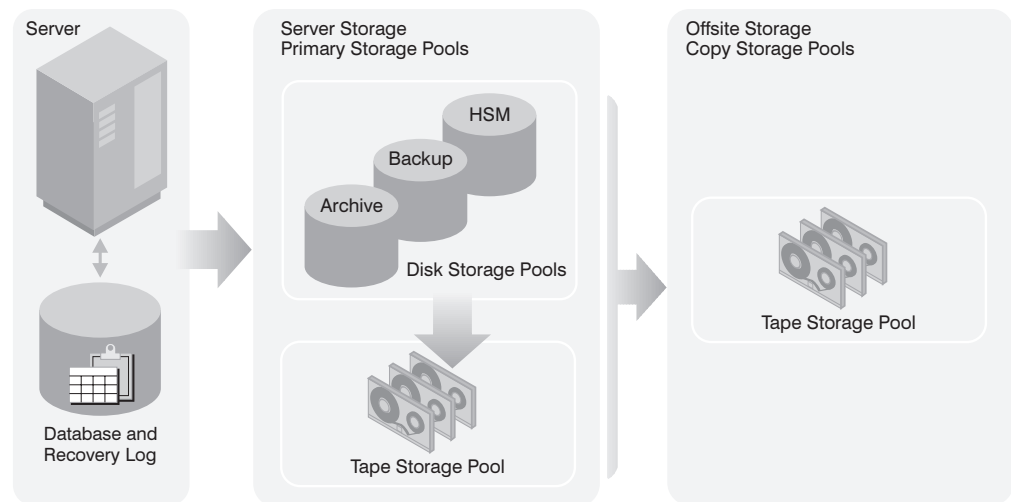 Server
Database and
Recovery Log
Server Storage
Primary Storage Pools
HSM
Backup
Archive
Disk Storage Pools
Tape Storage Pool
Offsite Storage
Copy Storage Pools
Tape Storage Pool